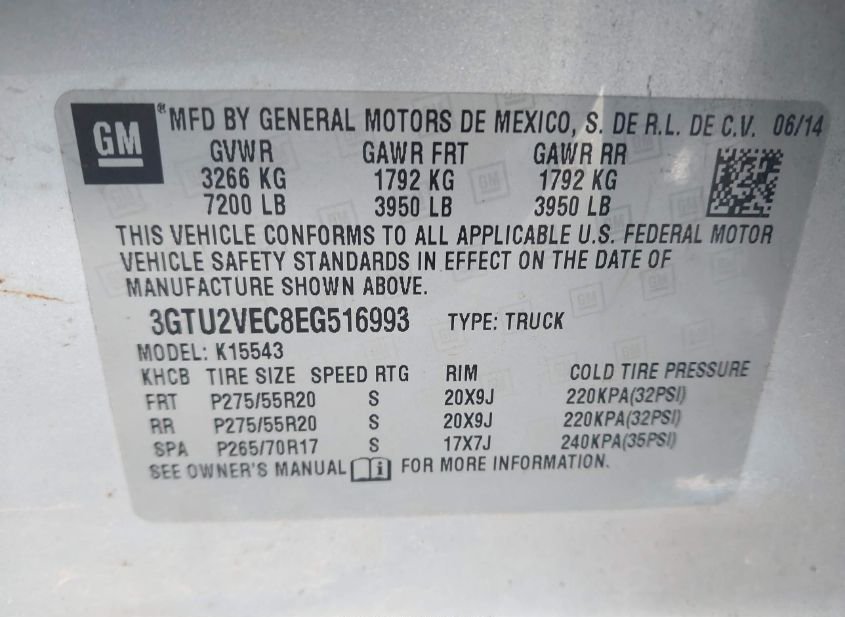 GM ® MFD BY GENERAL MOTORS DE MEXICO, S. DE R.L. DE C.V. 06/14
GVWR GAWR FRT GAWR RR
3266 KG 1792 KG 1792 KG
7200 LB 3950 LB 3950 LB
THIS VEHICLE CONFORMS TO ALL APPLICABLE U.S. FEDERAL MOTOR
VEHICLE SAFETY STANDARDS IN EFFECT ON THE DATE OF
MANUFACTURE SHOWN ABOVE.
3GTU2VEC8EG516993 TYPE: TRUCK
MODEL: K15543
KHCB TIRE SIZE SPEED RTG RIM COLD TIRE PRESSURE
FRT P275/55R20 S 20X9J 220KPA(32PSI)
RR P275/55R20 S 20X9J 220KPA(32PSI)
SPA P265/70R17 S 17X7J 240KPA(35PSI)
SEE OWNER'S MANUAL i FOR MORE INFORMATION.